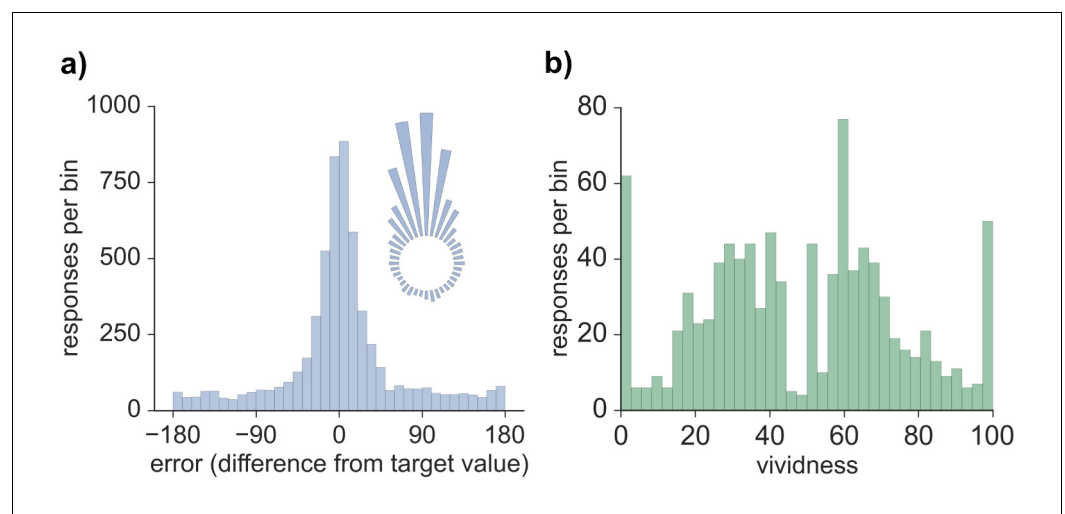 a)
1000
750
500
250
0
responses per bin
−180 −90 0 90 180
error (difference from target value)
b)
80
60
40
20
0
responses per bin
0 20 40 60 80 100
vividness